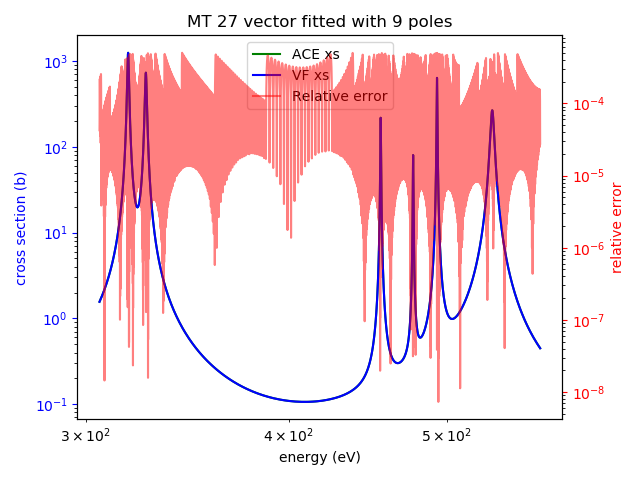 MT 27 vector fitted with 9 poles
ACE xs
VF xs
Relative error
10³
10²
10¹
10⁰
10⁻¹
cross section (b)
10⁻⁴
10⁻⁵
10⁻⁶
10⁻⁷
10⁻⁸
relative error
3 × 10² 4 × 10² 5 × 10²
energy (eV)